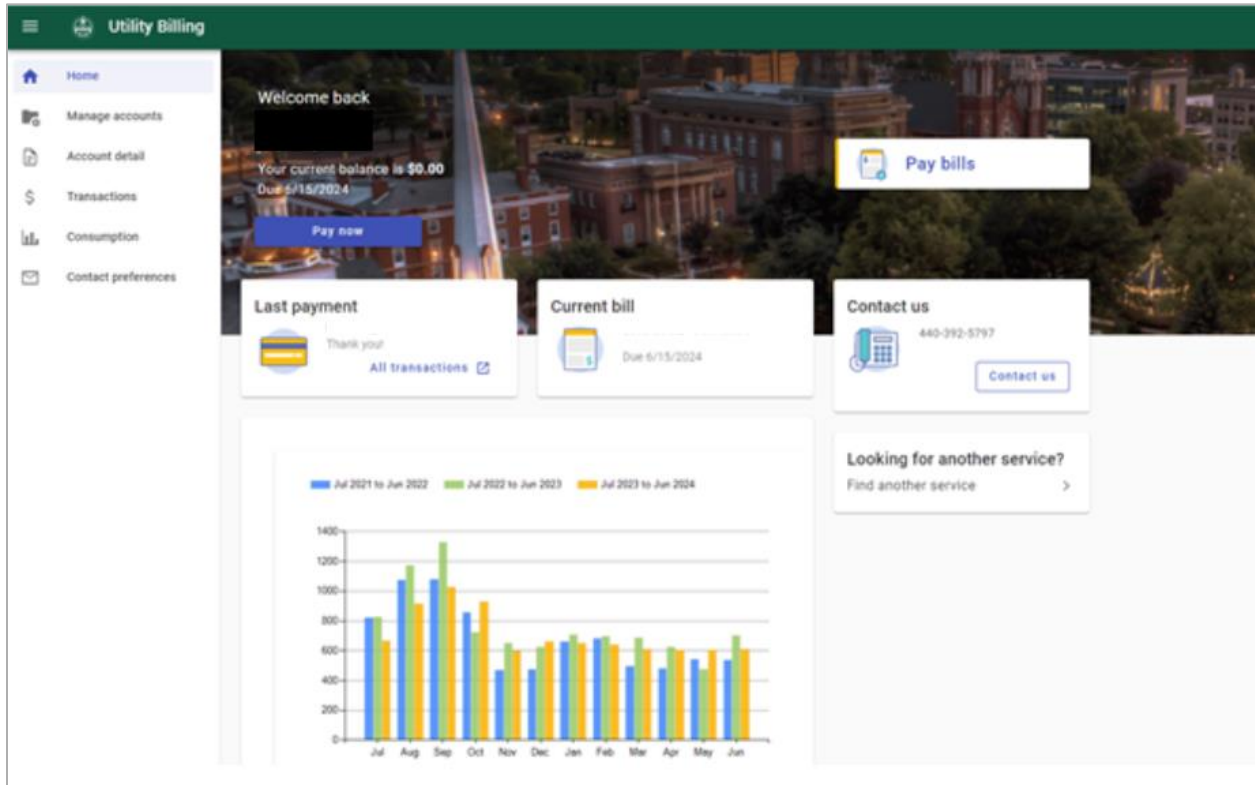 Utility Billing
Home
Manage accounts
Account detail
Transactions
Consumption
Contact preferences
Welcome back
Your current balance is $0.00
Due 6/15/2024
Pay now
Pay bills
Last payment
Thank you!
All transactions
Current bill
Due 6/15/2024
Contact us
440-392-5797
Contact us
Looking for another service?
Find another service
Jul 2021 to Jun 2022 Jul 2022 to Jun 2023 Jul 2023 to Jun 2024
1400
1200
1000
800
600
400
200
0
Jul Aug Sep Oct Nov Dec Jan Feb Mar Apr May Jun